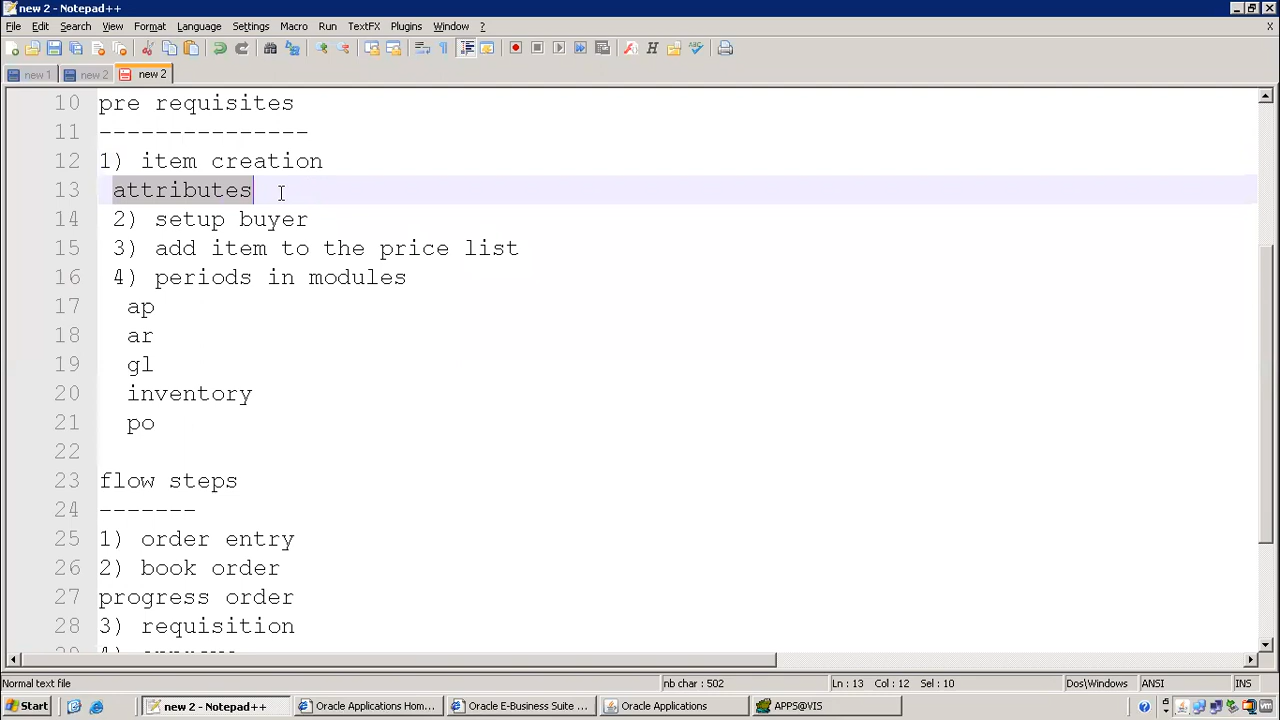 new 2 - Notepad++
File Edit Search View Format Language Settings Macro Run TextFX Plugins Window ? X
new 1 new 2 new 2
10 pre requisites
11 ---------------
12 1) item creation
13 attributes
14 2) setup buyer
15 3) add item to the price list
16 4) periods in modules
17 ap
18 ar
19 gl
20 inventory
21 po
22
23 flow steps
24 -------
25 1) order entry
26 2) book order
27 progress order
28 3) requisition
Normal text file nb char : 502 Ln : 13 Col : 12 Sel : 10 Dos\Windows ANSI INS
Start new 2 - Notepad++ Oracle Applications Hom... Oracle E-Business Suite ... Oracle Applications APPS@VIS